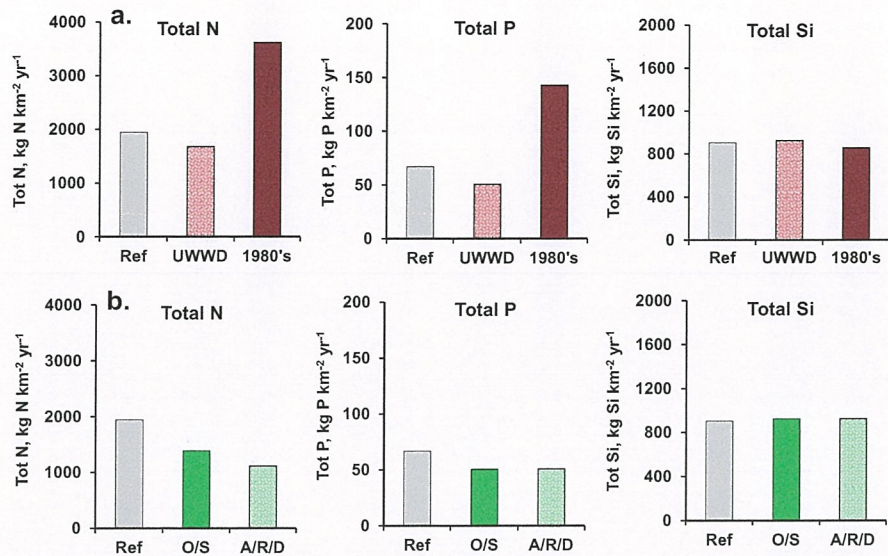 a.
Total N
Tot N, kg N km⁻² yr⁻¹
4000
3000
2000
1000
0
Ref UWWD 1980's
Total P
Tot P, kg P km⁻² yr⁻¹
200
150
100
50
0
Ref UWWD 1980's
Total Si
Tot Si, kg Si km⁻² yr⁻¹
2000
1600
1200
800
400
0
Ref UWWD 1980's
b.
Total N
Tot N, kg N km⁻² yr⁻¹
4000
3000
2000
1000
0
Ref O/S A/R/D
Total P
Tot P, kg P km⁻² yr⁻¹
200
150
100
50
0
Ref O/S A/R/D
Total Si
Tot Si, kg Si km⁻² yr⁻¹
2000
1600
1200
800
400
0
Ref O/S A/R/D